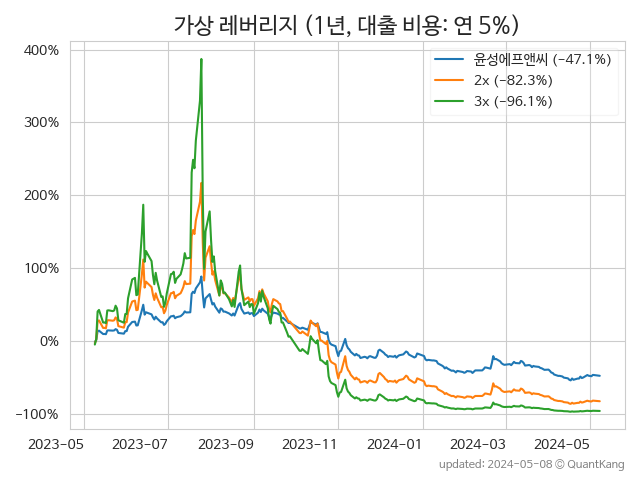 가상 레버리지 (1년, 대출 비용: 연 5%)
400%
300%
200%
100%
0%
−100%
윤성에프앤씨 (−47.1%)
2x (−82.3%)
3x (−96.1%)
2023-05
2023-07
2023-09
2023-11
2024-01
2024-03
2024-05
updated: 2024-05-08 © QuantKang